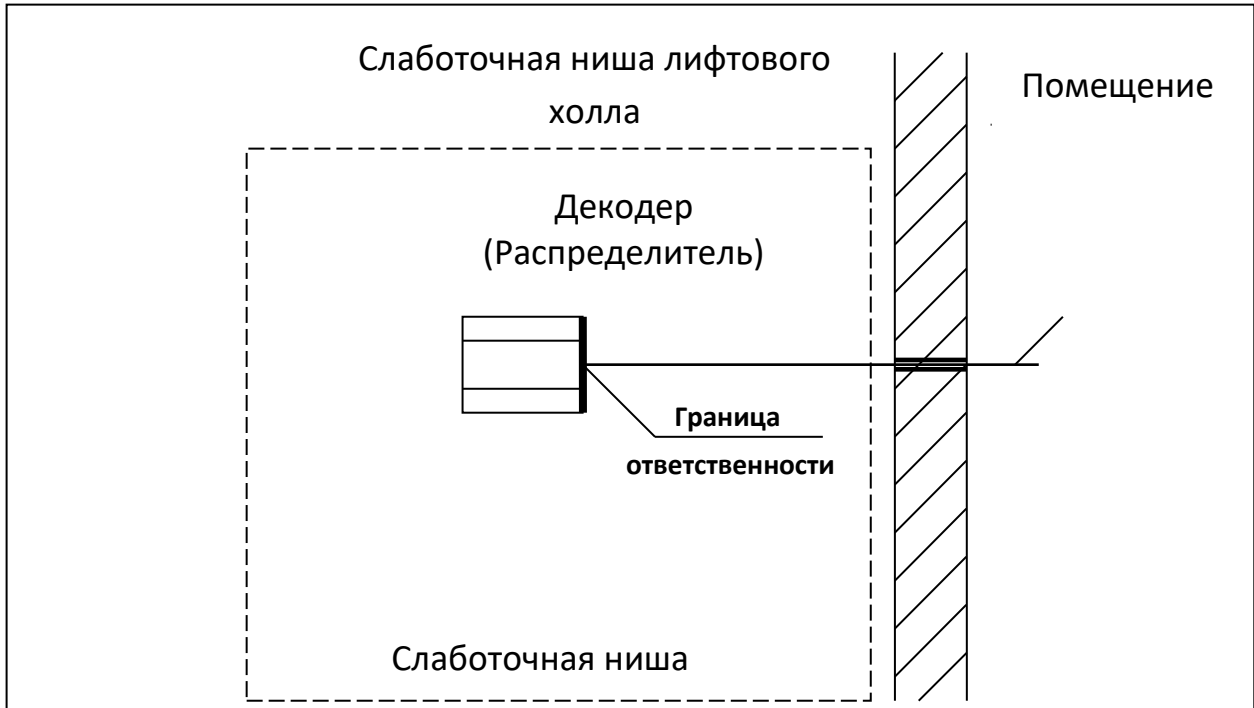 Слаботочная ниша лифтового
холла
Помещение
Декодер
(Распределитель)
Граница
ответственности
Слаботочная ниша